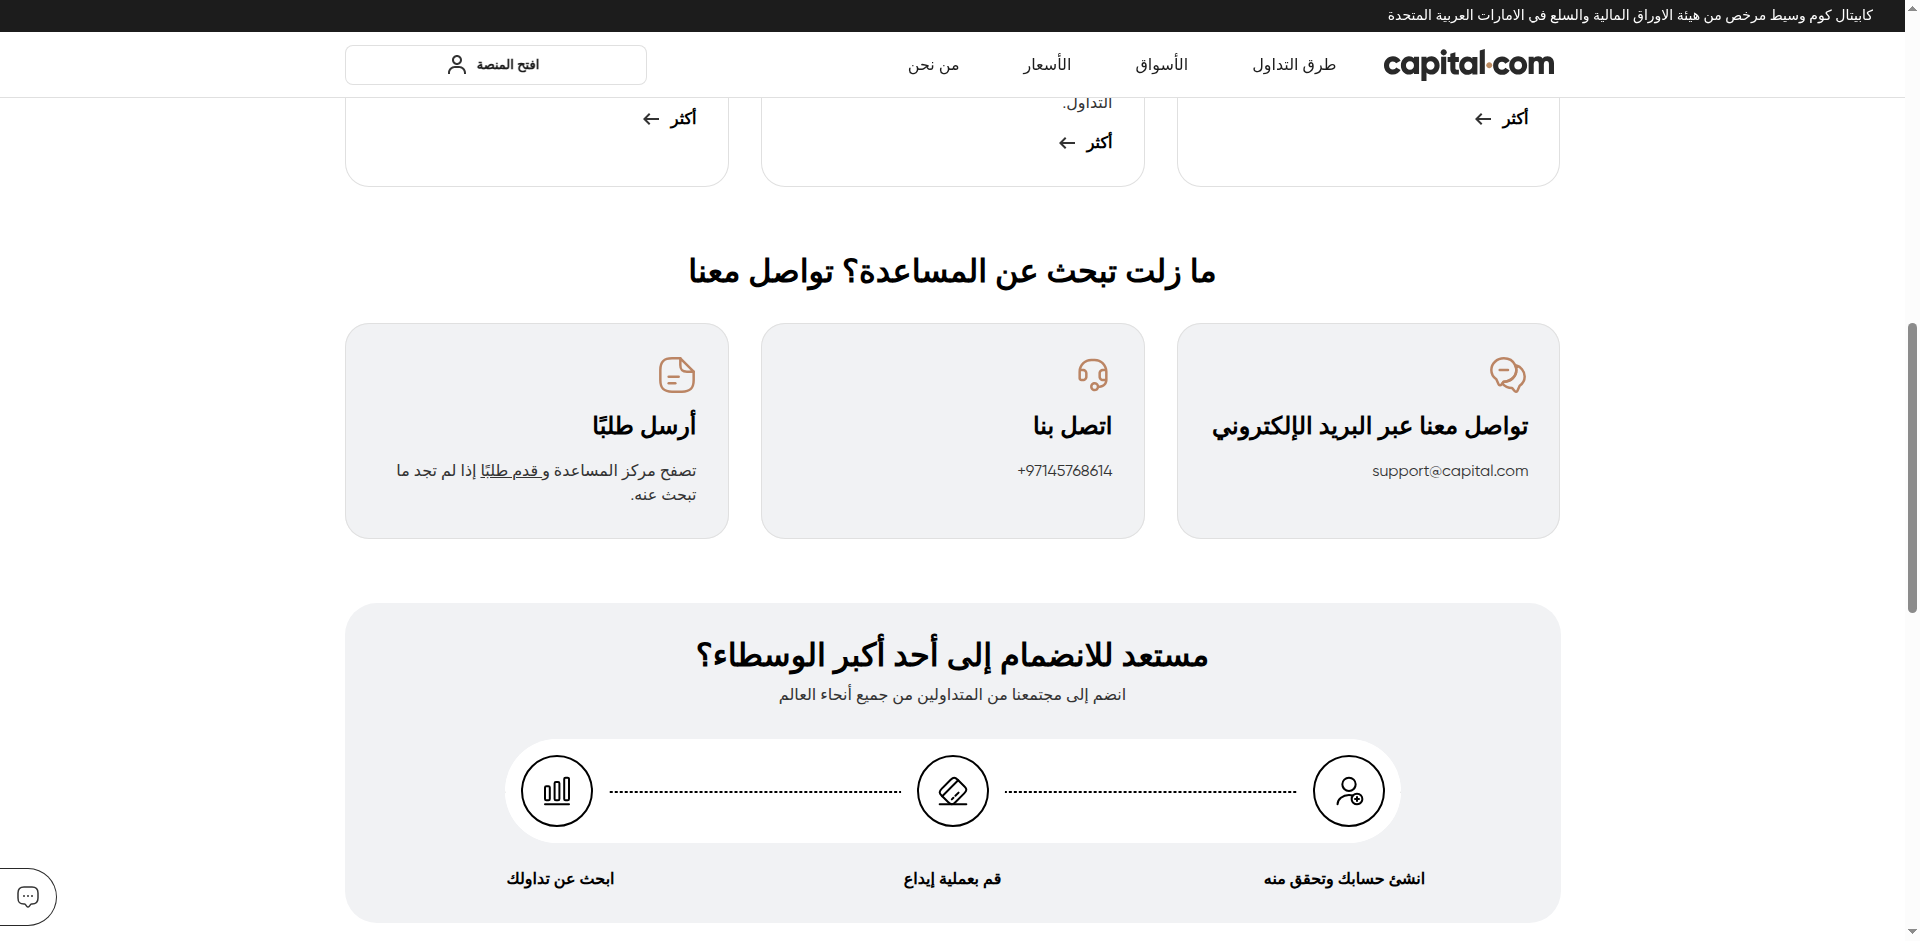 كابيتال كوم وسيط مرخص من هيئة الاوراق المالية والسلع في الامارات العربية المتحدة
capital.com
طرق التداول
الأسواق
الأسعار
من نحن
افتح المنصة
التداول.
أكثر
أكثر
أكثر
ما زلت تبحث عن المساعدة؟ تواصل معنا
تواصل معنا عبر البريد الإلكتروني
support@capital.com
اتصل بنا
+97145768614
أرسل طلبًا
تصفح مركز المساعدة و قدم طلبًا إذا لم تجد ما
تبحث عنه.
مستعد للانضمام إلى أحد أكبر الوسطاء؟
انضم إلى مجتمعنا من المتداولين من جميع أنحاء العالم
انشئ حسابك وتحقق منه
قم بعملية إيداع
ابحث عن تداولك